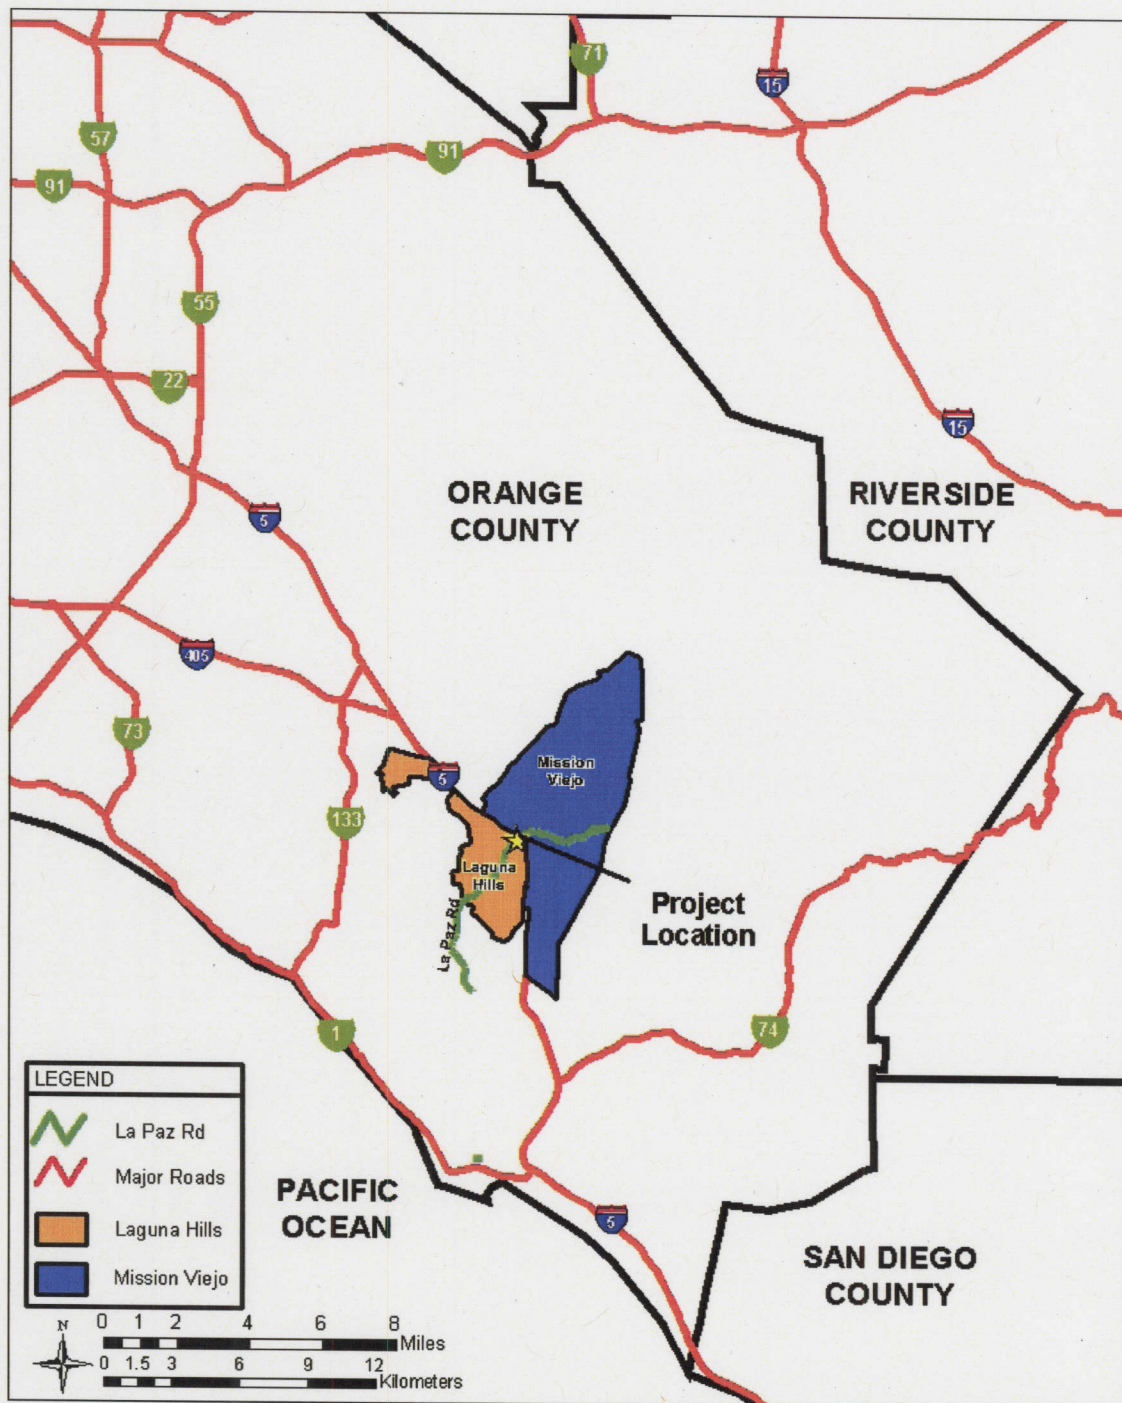 71
15
57
91
91
55
22
15
ORANGE
COUNTY
RIVERSIDE
COUNTY
5
405
73
Mission
Viejo
5
133
Laguna
Hills
La Paz Rd
Project
Location
1
74
LEGEND
La Paz Rd
Major Roads
Laguna Hills
Mission Viejo
PACIFIC
OCEAN
5
SAN DIEGO
COUNTY
N
0 1 2 4 6 8
Miles
0 1.5 3 6 9 12
Kilometers